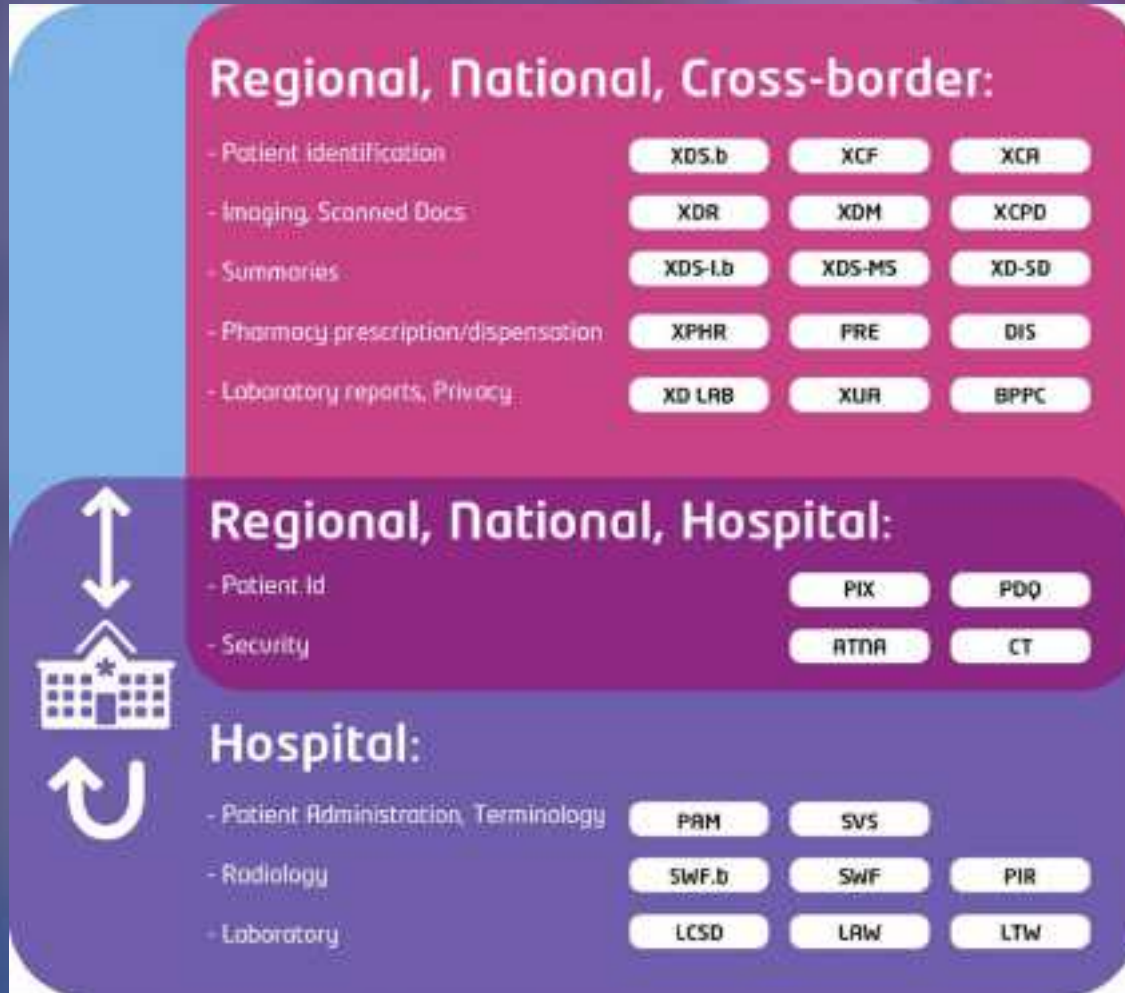 Regional, National, Cross-border:
- Patient identification XDS.b XCF XCA
- Imaging, Scanned Docs XDR XDM XCPD
- Summaries XDS-I.b XDS-MS XD-SD
- Pharmacy prescription/dispensation XPHR PRE DIS
- Laboratory reports, Privacy XD LAB XUA BPPC
Regional, National, Hospital:
- Patient Id PIX PDQ
- Security ATNA CT
Hospital:
- Patient Administration, Terminology PAM SVS
- Radiology SWF.b SWF PIR
- Laboratory LCSD LAW LTW